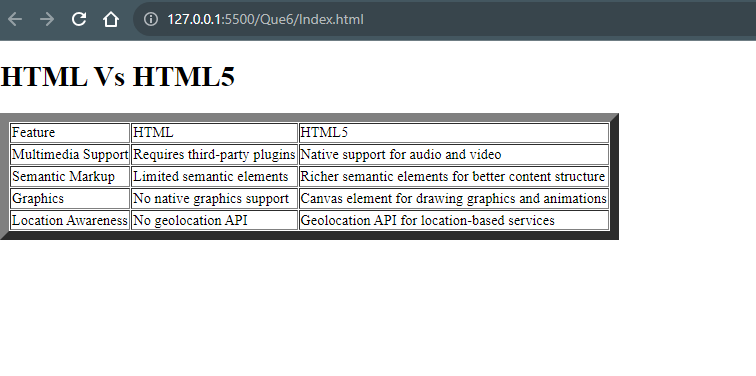 127.0.0.1:5500/Que6/Index.html
HTML Vs HTML5
Feature HTML HTML5
Multimedia Support Requires third-party plugins Native support for audio and video
Semantic Markup Limited semantic elements Richer semantic elements for better content structure
Graphics No native graphics support Canvas element for drawing graphics and animations
Location Awareness No geolocation API Geolocation API for location-based services